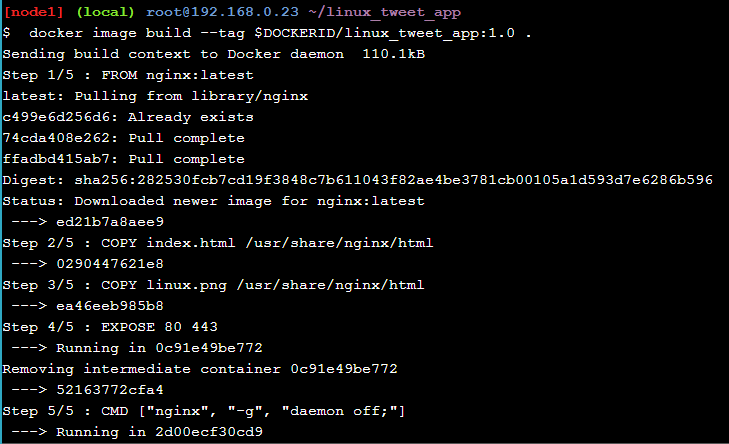 [node1] (local) root@192.168.0.23 ~/linux_tweet_app
$  docker image build --tag $DOCKERID/linux_tweet_app:1.0 .
Sending build context to Docker daemon  110.1kB
Step 1/5 : FROM nginx:latest
latest: Pulling from library/nginx
c499e6d256d6: Already exists
74cda408e262: Pull complete
ffadbd415ab7: Pull complete
Digest: sha256:282530fcb7cd19f3848c7b611043f82ae4be3781cb00105a1d593d7e6286b596
Status: Downloaded newer image for nginx:latest
 ---> ed21b7a8aee9
Step 2/5 : COPY index.html /usr/share/nginx/html
 ---> 0290447621e8
Step 3/5 : COPY linux.png /usr/share/nginx/html
 ---> ea46eeb985b8
Step 4/5 : EXPOSE 80 443
 ---> Running in 0c91e49be772
Removing intermediate container 0c91e49be772
 ---> 52163772cfa4
Step 5/5 : CMD ["nginx", "-g", "daemon off;"]
 ---> Running in 2d00ecf30cd9